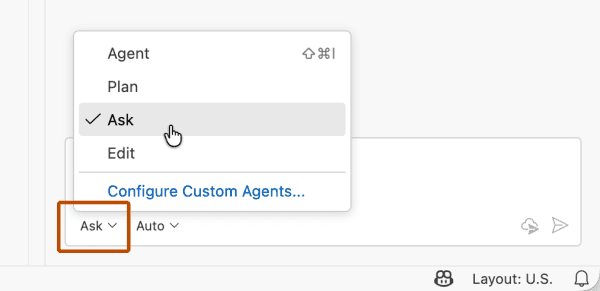 Agent ⇧⌘I
Plan
✓ Ask
Edit
Configure Custom Agents...
Ask Auto
Layout: U.S.